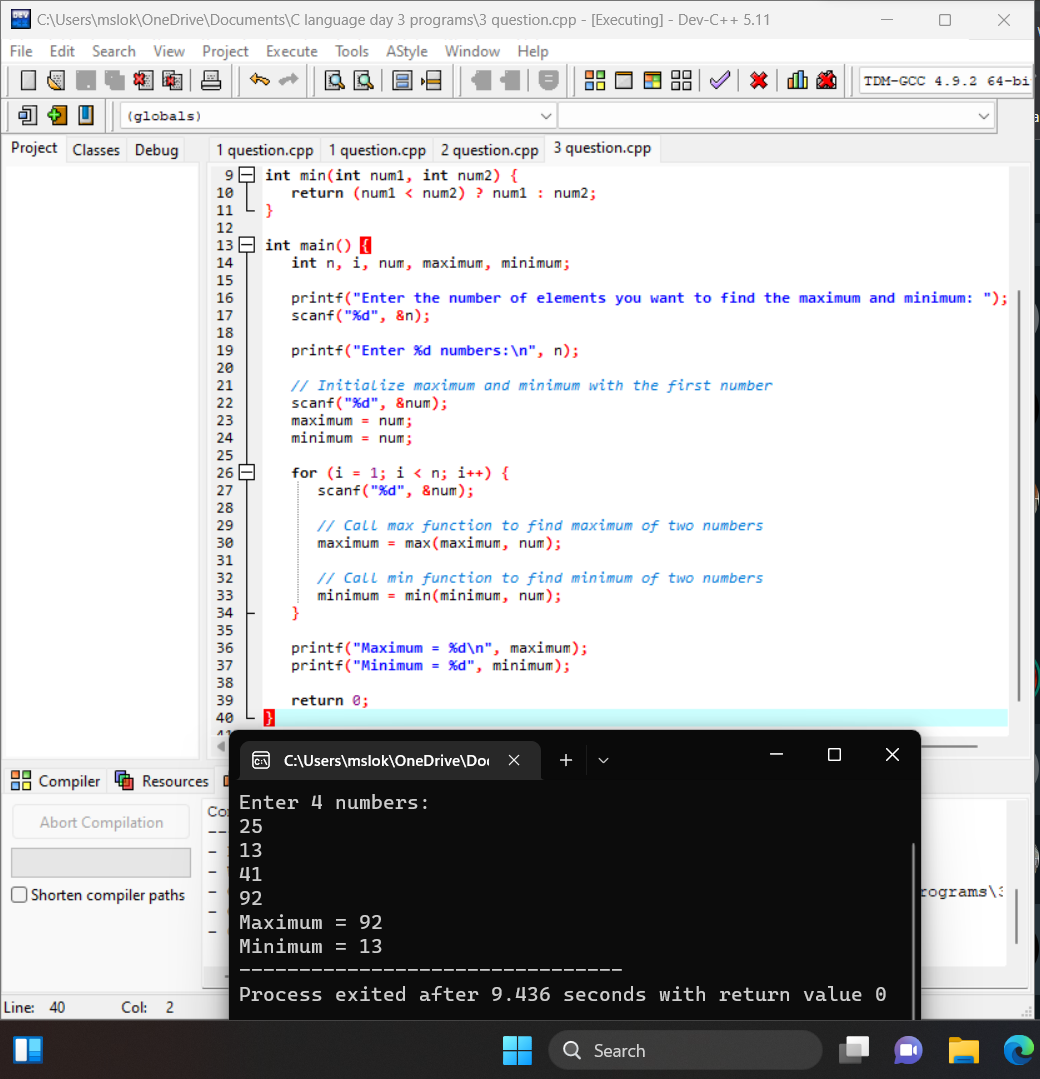 C:\Users\mslok\OneDrive\Documents\C language day 3 programs\3 question.cpp - [Executing] - Dev-C++ 5.11
File Edit Search View Project Execute Tools AStyle Window Help
TDM-GCC 4.9.2 64-bi
(globals)
Project Classes Debug
1 question.cpp 1 question.cpp 2 question.cpp 3 question.cpp
9 int min(int num1, int num2) {
10 return (num1 < num2) ? num1 : num2;
11 }
12
13 int main() {
14 int n, i, num, maximum, minimum;
15
16 printf("Enter the number of elements you want to find the maximum and minimum: ");
17 scanf("%d", &n);
18
19 printf("Enter %d numbers:\n", n);
20
21 // Initialize maximum and minimum with the first number
22 scanf("%d", &num);
23 maximum = num;
24 minimum = num;
25
26 for (i = 1; i < n; i++) {
27 scanf("%d", &num);
28
29 // Call max function to find maximum of two numbers
30 maximum = max(maximum, num);
31
32 // Call min function to find minimum of two numbers
33 minimum = min(minimum, num);
34 }
35
36 printf("Maximum = %d\n", maximum);
37 printf("Minimum = %d", minimum);
38
39 return 0;
40 }
C:\Users\mslok\OneDrive\Do
Compiler Resources
Abort Compilation
Shorten compiler paths
Enter 4 numbers:
25
13
41
92
Maximum = 92
Minimum = 13
--------------------------------
Process exited after 9.436 seconds with return value 0
rograms\3
Line: 40 Col: 2
Search